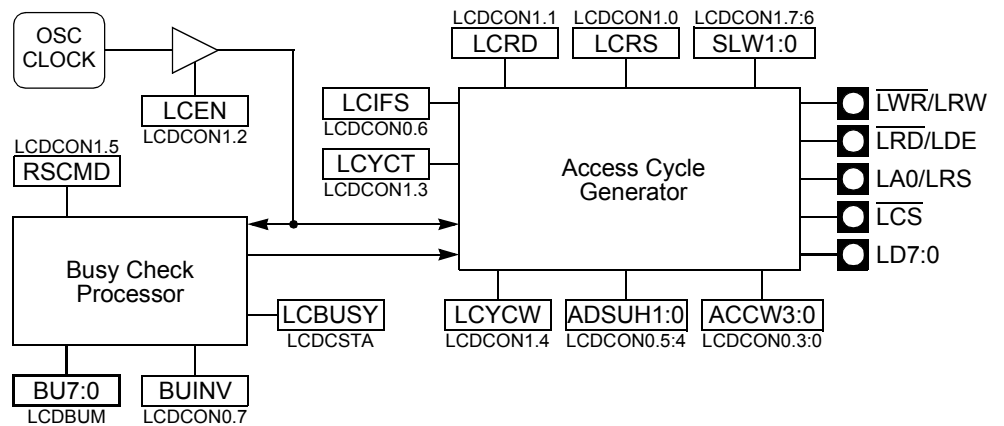 OSC
CLOCK
LCEN
LCDCON1.2
LCDCON1.1
LCRD
LCDCON1.0
LCRS
LCDCON1.7:6
SLW1:0
LCIFS
LCDCON0.6
LCYCT
LCDCON1.3
Access Cycle
Generator
LWR/LRW
LRD/LDE
LA0/LRS
LCS
LD7:0
LCDCON1.5
RSCMD
Busy Check
Processor
LCBUSY
LCDCSTA
LCYCW
LCDCON1.4
ADSUH1:0
LCDCON0.5:4
ACCW3:0
LCDCON0.3:0
BU7:0
LCDBUM
BUINV
LCDCON0.7